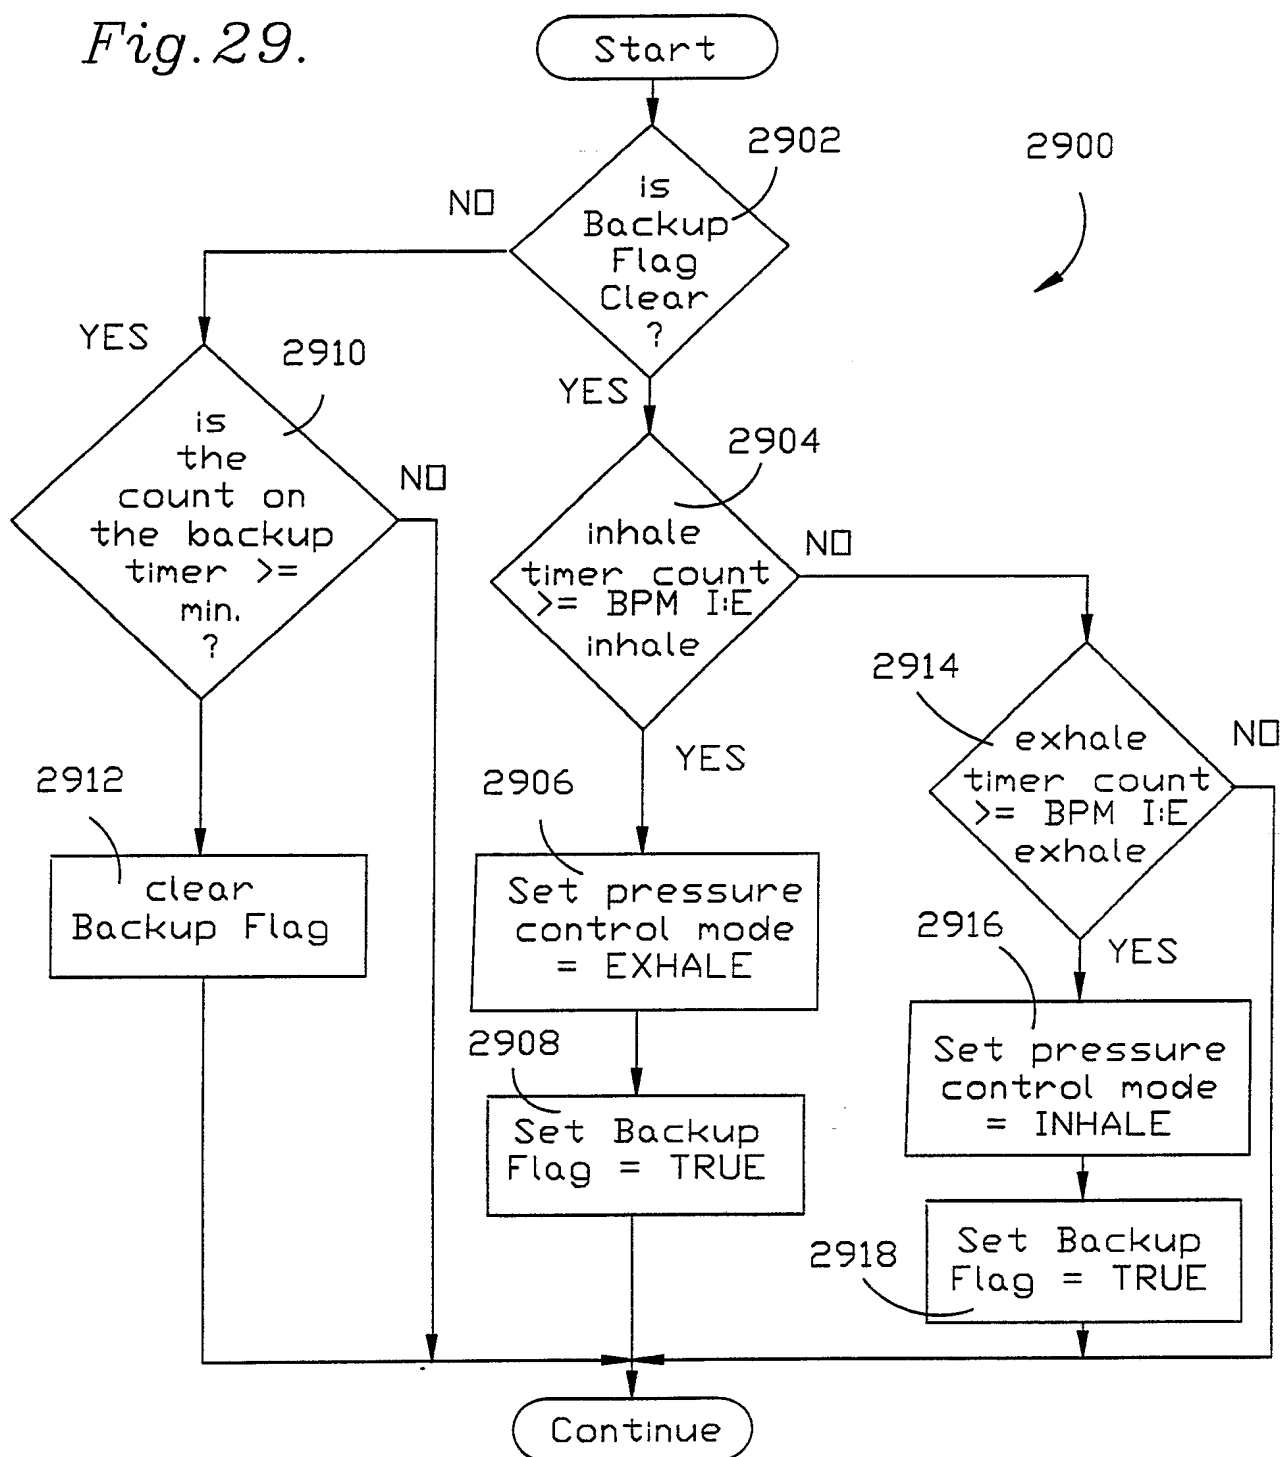 Fig.29.
Start
2902
2900
is
Backup
Flag
Clear
?
NO
YES
YES
2910
is
the
count on
the backup
timer >=
min.
?
NO
2904
inhale
timer count
>= BPM I:E
inhale
NO
YES
2914
exhale
timer count
>= BPM I:E
exhale
NO
YES
2912
clear
Backup Flag
2906
Set pressure
control mode
= EXHALE
2908
Set Backup
Flag = TRUE
2916
Set pressure
control mode
= INHALE
2918
Set Backup
Flag = TRUE
Continue